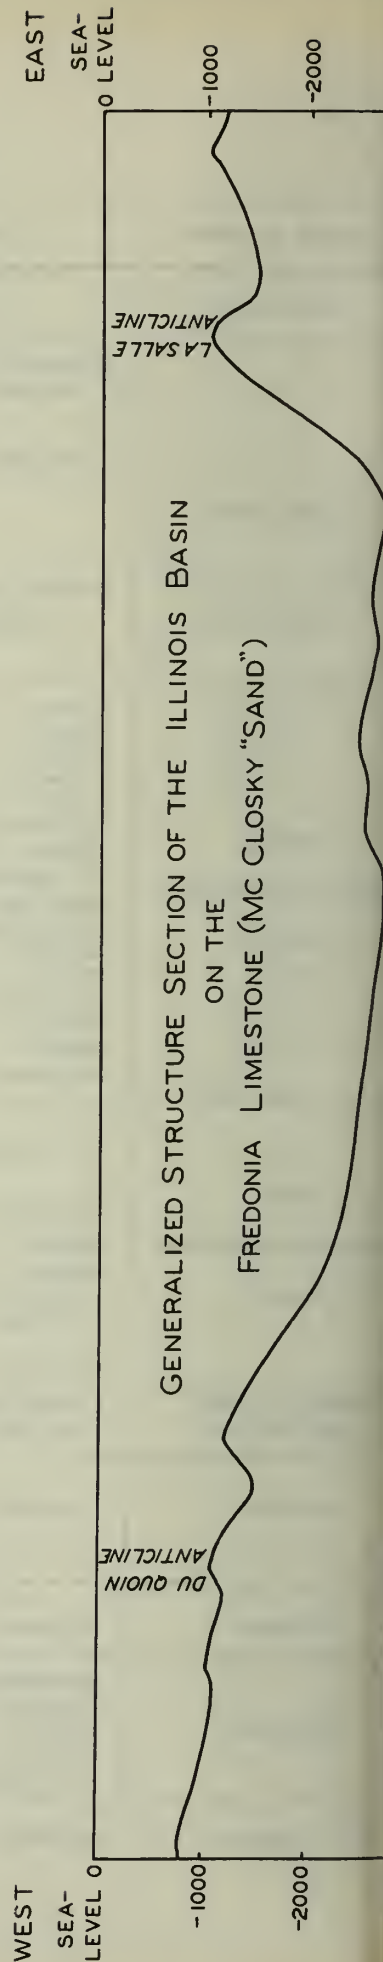 WEST
SEA-
LEVEL 0
-1000
-2000
DU QUOIN
ANTICLINE
GENERALIZED STRUCTURE SECTION OF THE ILLINOIS BASIN
ON THE
FREDONIA LIMESTONE (MC CLOSKY "SAND")
LA SALLE
ANTICLINE
EAST
SEA-
0 LEVEL
-1000
-2000